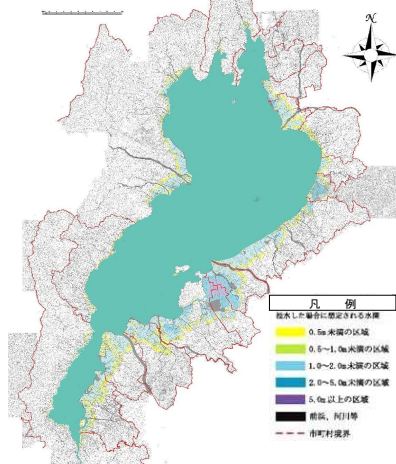 N
凡 例
浸水した場合に想定される水深
0.5m未満の区域
0.5～1.0m未満の区域
1.0～2.0m未満の区域
2.0～5.0m未満の区域
5.0m以上の区域
前浜、河川等
市町村境界